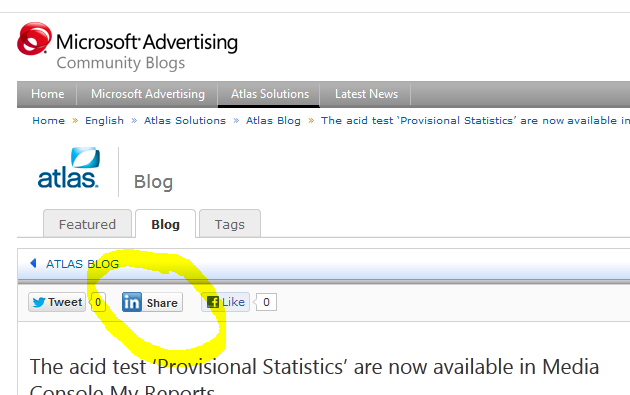 Microsoft Advertising
Community Blogs
Home Microsoft Advertising Atlas Solutions Latest News
Home » English » Atlas Solutions » Atlas Blog » The acid test ‘Provisional Statistics’ are now available in
atlas Blog
Featured Blog Tags
ATLAS BLOG
Tweet 0 in Share f Like 0
The acid test ‘Provisional Statistics’ are now available in Media
Console My Reports